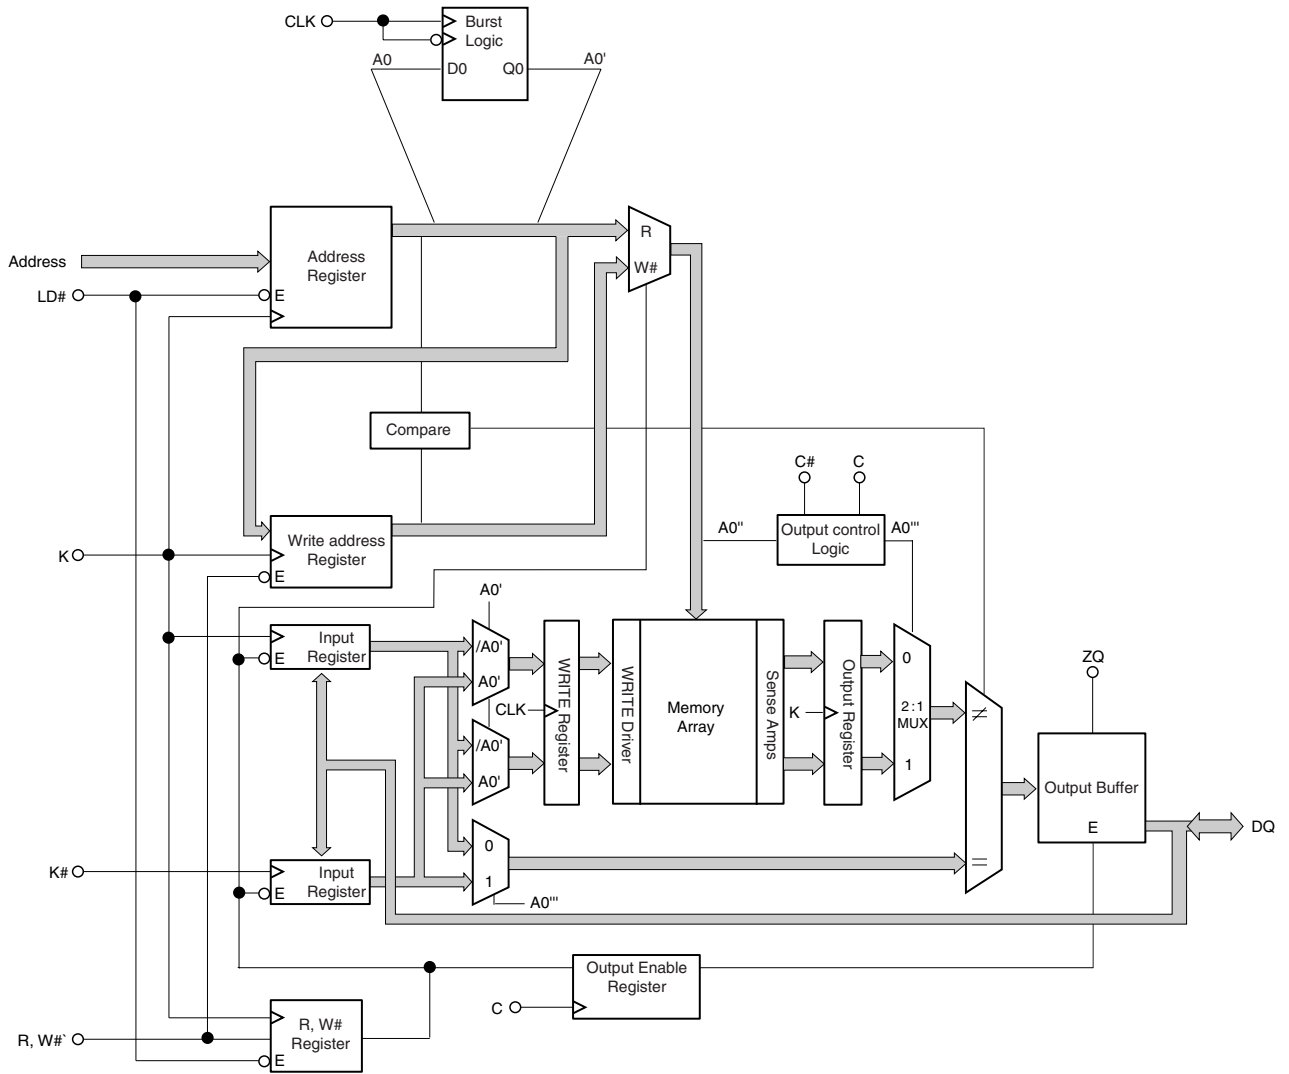 CLK
Burst
Logic
A0
D0
Q0
A0'
Address
Register
R
W#
Address
LD#
E
Compare
C#
C
Write address
Register
K
E
A0''
Output control
Logic
A0'''
A0'
Input
Register
E
/A0'
A0'
CLK
WRITE Register
WRITE Driver
Memory
Array
Sense Amps
K
Output Register
0
2:1
MUX
1
≠
ZQ
/A0'
A0'
Output Buffer
E
DQ
0
1
=
K#
Input
Register
E
A0'''
Output Enable
Register
C
R, W#`
R, W#
Register
E